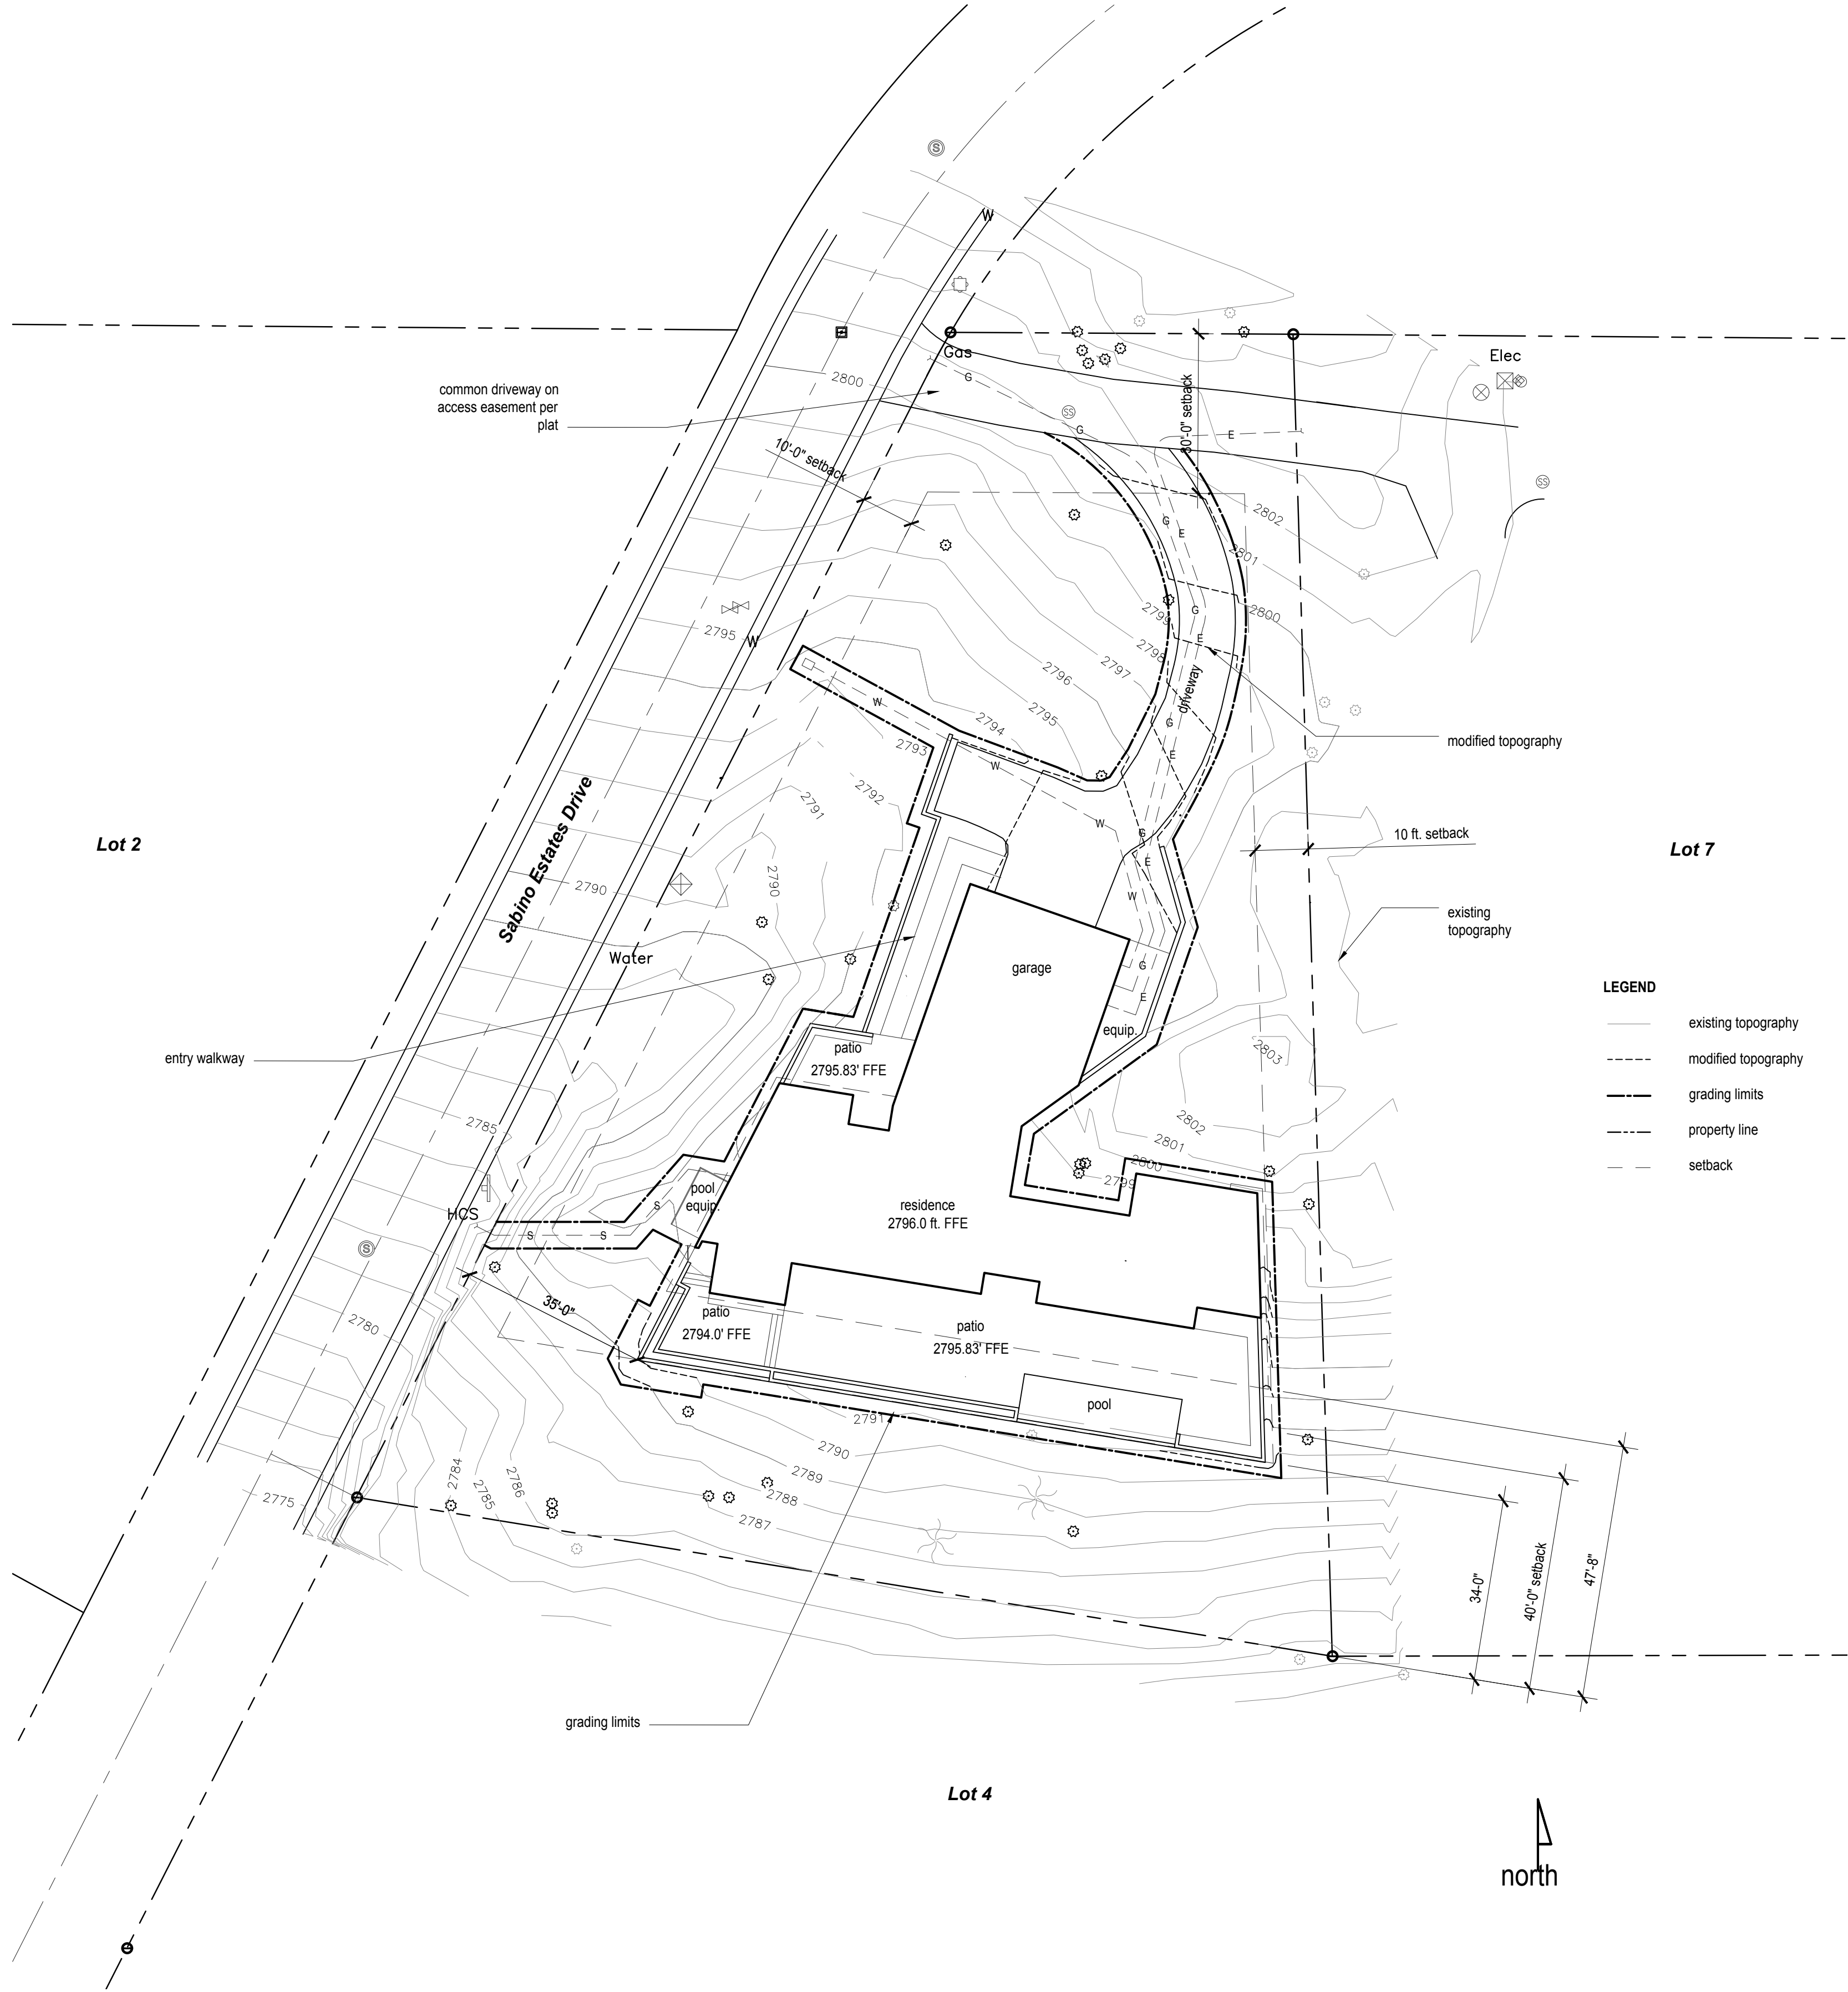 W
Gas
Elec
common driveway on
access easement per
plat
2800
G
SS
G
30'-0" setback
E
10'-0" setback
SS
2802
G
E
2801
2799
G
2800
2795
W
E
2798
2797
2796
driveway
W
G
2795
2794
modified topography
2793
E
W
2792
2791
W
G
10 ft. setback
Lot 2
Lot 7
E
2790
2790
W
Sabino Estates Drive
existing
topography
Water
garage
G
LEGEND
E
existing topography
equip.
patio
2795.83' FFE
2803
entry walkway
modified topography
grading limits
2785
2802
property line
2801
2800
setback
2799
pool
equip.
residence
2796.0 ft. FFE
S
HCS
S
S
S
35'-0"
2780
patio
2794.0' FFE
patio
2795.83' FFE
pool
2791
2790
2789
2784
2786
2785
2788
2775
2787
34-0"
40'-0" setback
47'-8"
grading limits
Lot 4
north
S